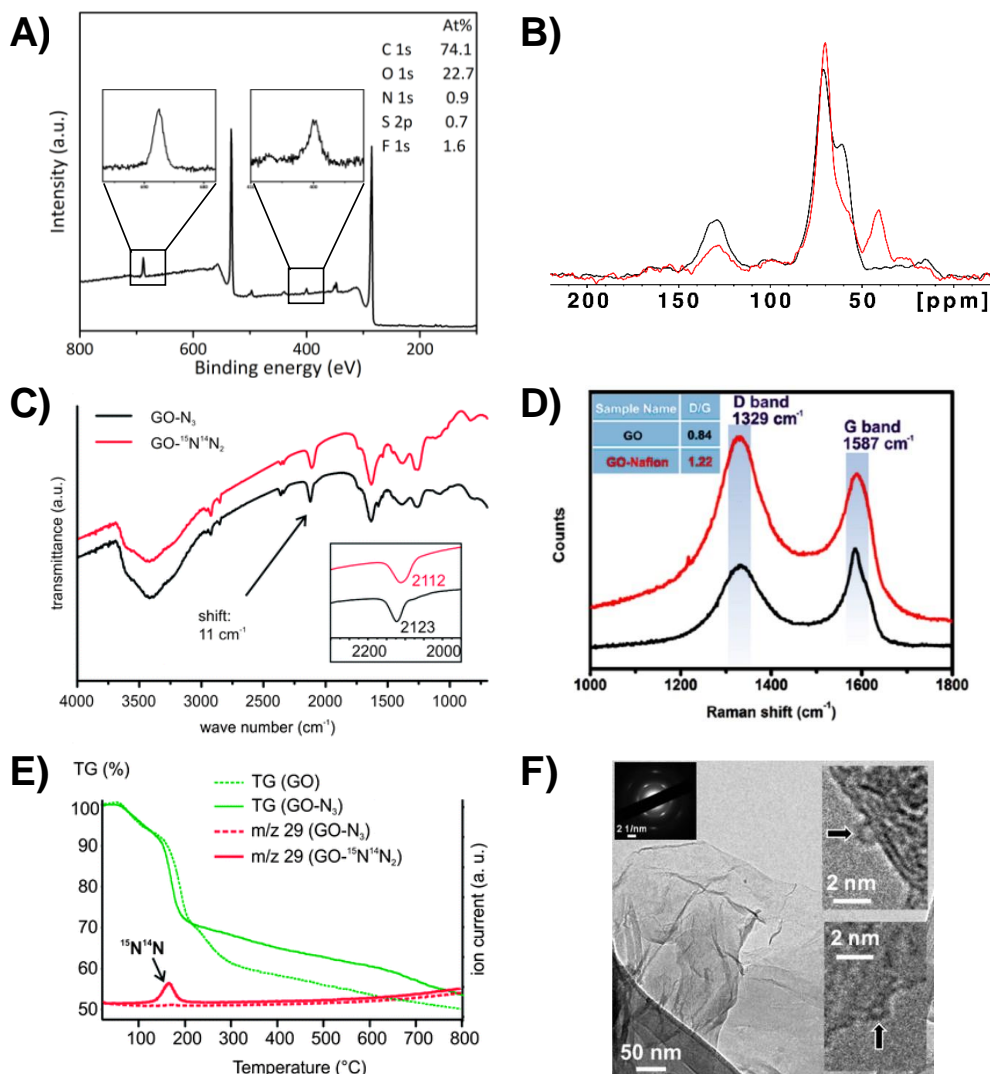 A)
At%
C 1s 74.1
O 1s 22.7
N 1s 0.9
S 2p 0.7
F 1s 1.6
Intensity (a.u.)
800 600 400 200
Binding energy (eV)
B)
200 150 100 50 [ppm]
C)
GO-N₃
GO-¹⁵N¹⁴N₂
transmittance (a.u.)
shift:
11 cm⁻¹
2112
2123
2200 2000
4000 3500 3000 2500 2000 1500 1000
wave number (cm⁻¹)
D)
Sample Name D/G
GO 0.84
GO-Nafion 1.22
D band
1329 cm⁻¹
G band
1587 cm⁻¹
Counts
1000 1200 1400 1600 1800
Raman shift (cm⁻¹)
E)
TG (%)
TG (GO)
TG (GO-N₃)
m/z 29 (GO-N₃)
m/z 29 (GO-¹⁵N¹⁴N₂)
100
90
80
70
60
50
¹⁵N¹⁴N
ion current (a. u.)
100 200 300 400 500 600 700 800
Temperature (°C)
F)
2 1/nm
2 nm
2 nm
50 nm